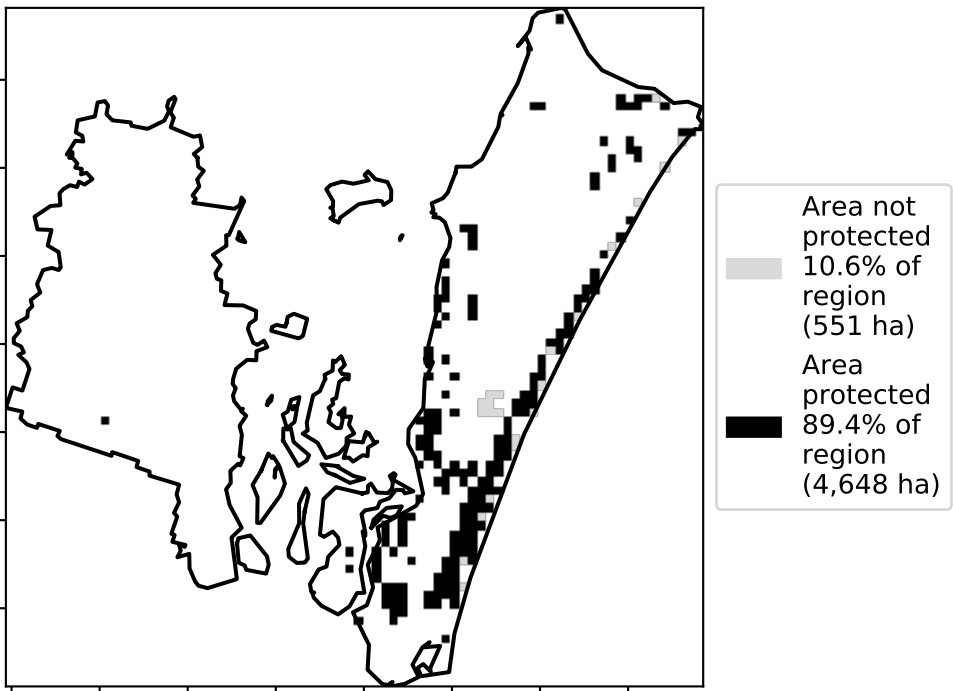 Area not
protected
10.6% of
region
(551 ha)
Area
protected
89.4% of
region
(4,648 ha)